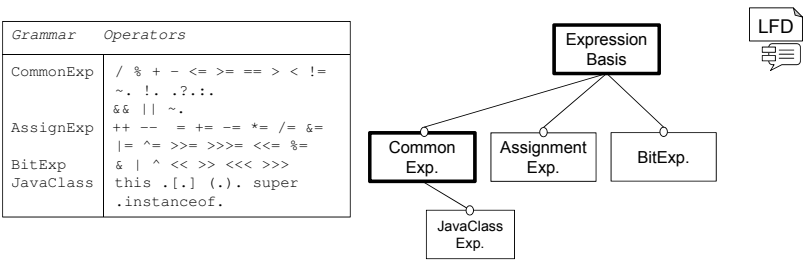 Grammar Operators
CommonExp / % + - <= >= == > < !=
~. !. .?.:.
&& || ~.
AssignExp ++ -- = += -= *= /= &=
|= ^= >>= >>>= <<= %=
BitExp & | ^ << >> <<< >>>
JavaClass this .[.] (.). super
.instanceof.
Expression
Basis
Common
Exp.
Assignment
Exp.
BitExp.
JavaClass
Exp.
LFD